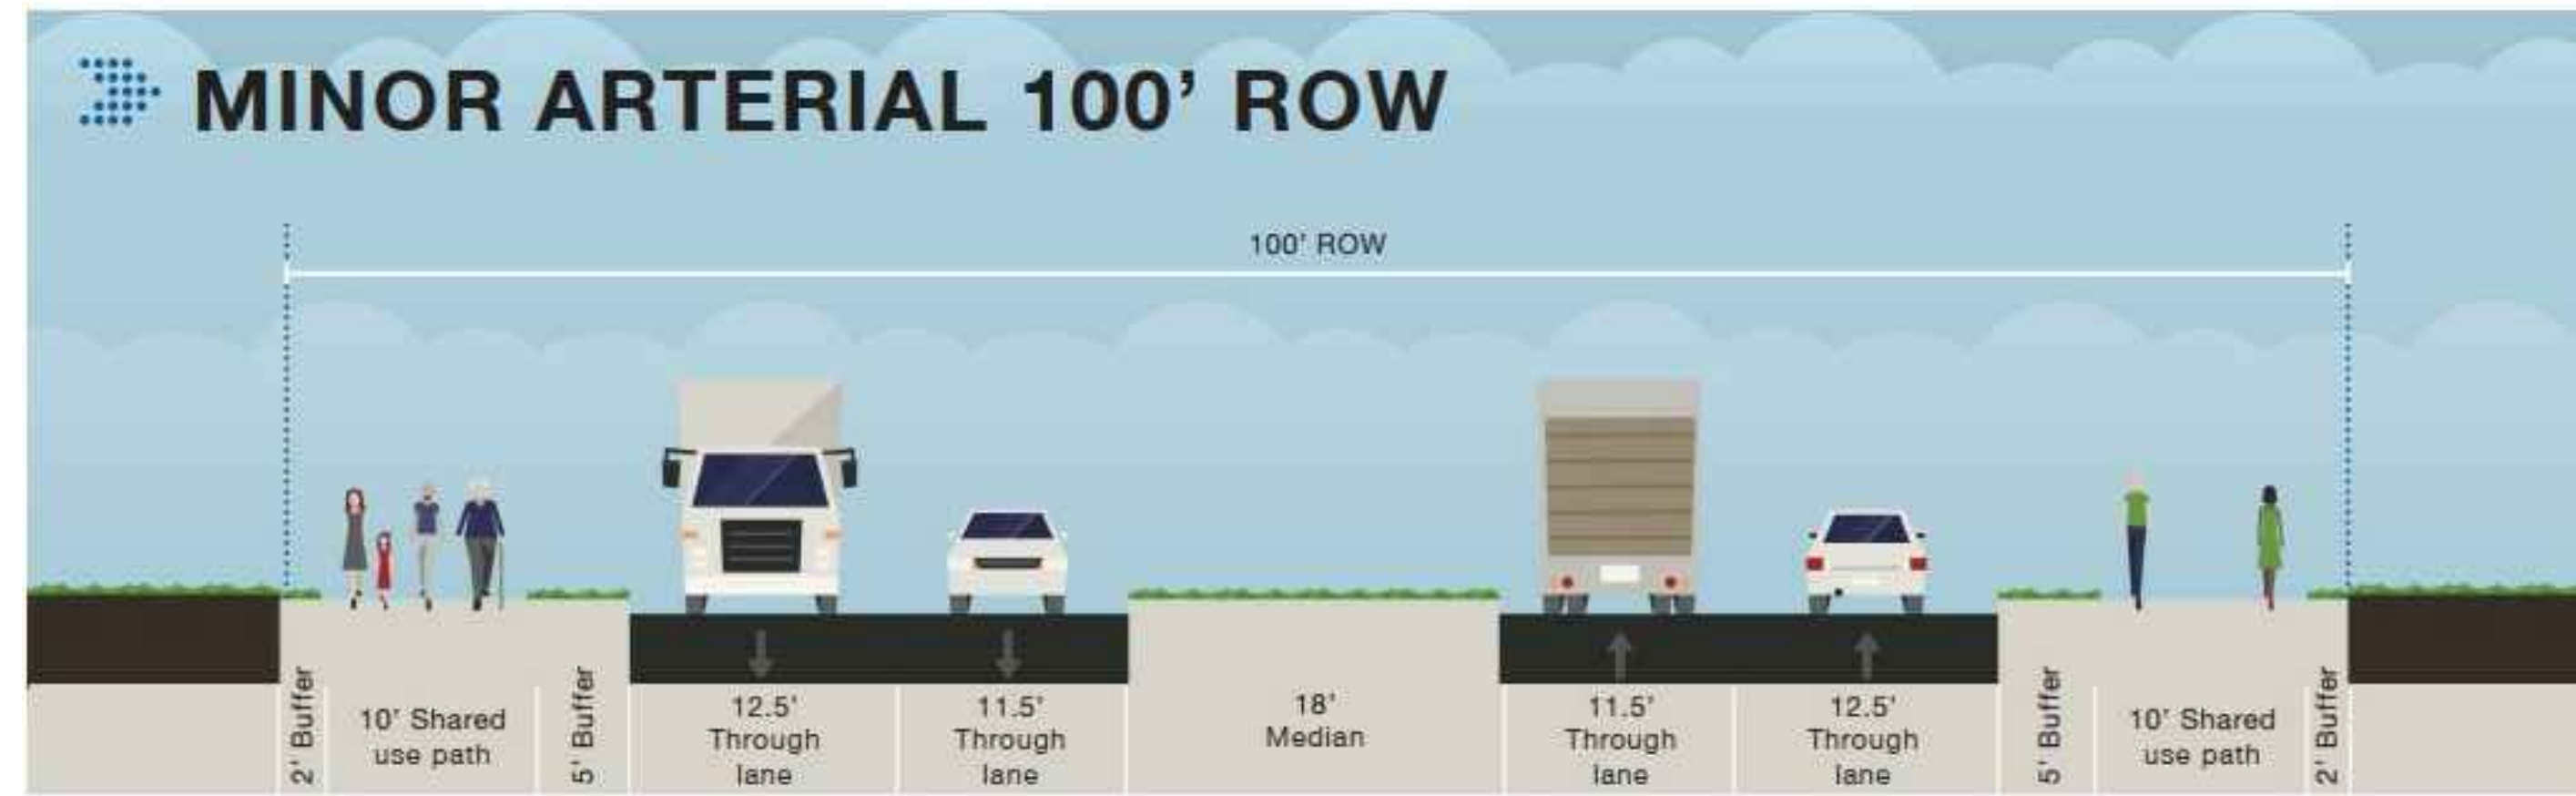 MINOR ARTERIAL 100’ ROW
100’ ROW
2’ Buffer
10’ Shared
use path
5’ Buffer
12.5’
Through
lane
11.5’
Through
lane
18’
Median
11.5’
Through
lane
12.5’
Through
lane
5’ Buffer
10’ Shared
use path
2’ Buffer